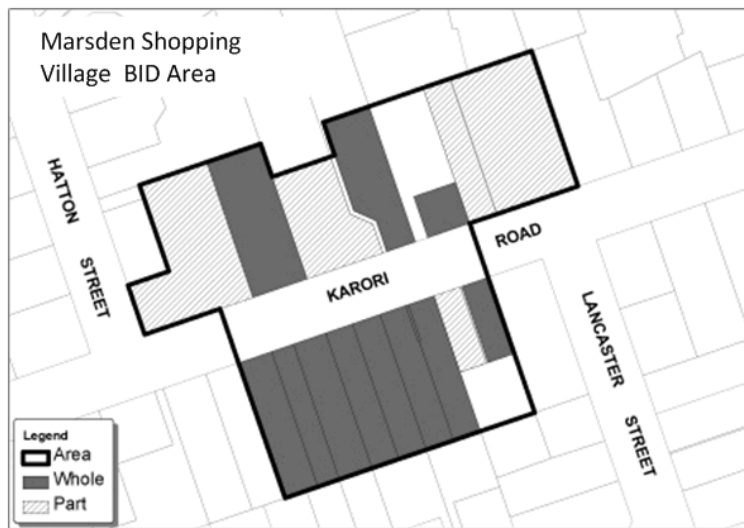 Marsden Shopping
Village BID Area
HATTON
STREET
KARORI
ROAD
LANCASTER
STREET
Legend
Area
Whole
Part